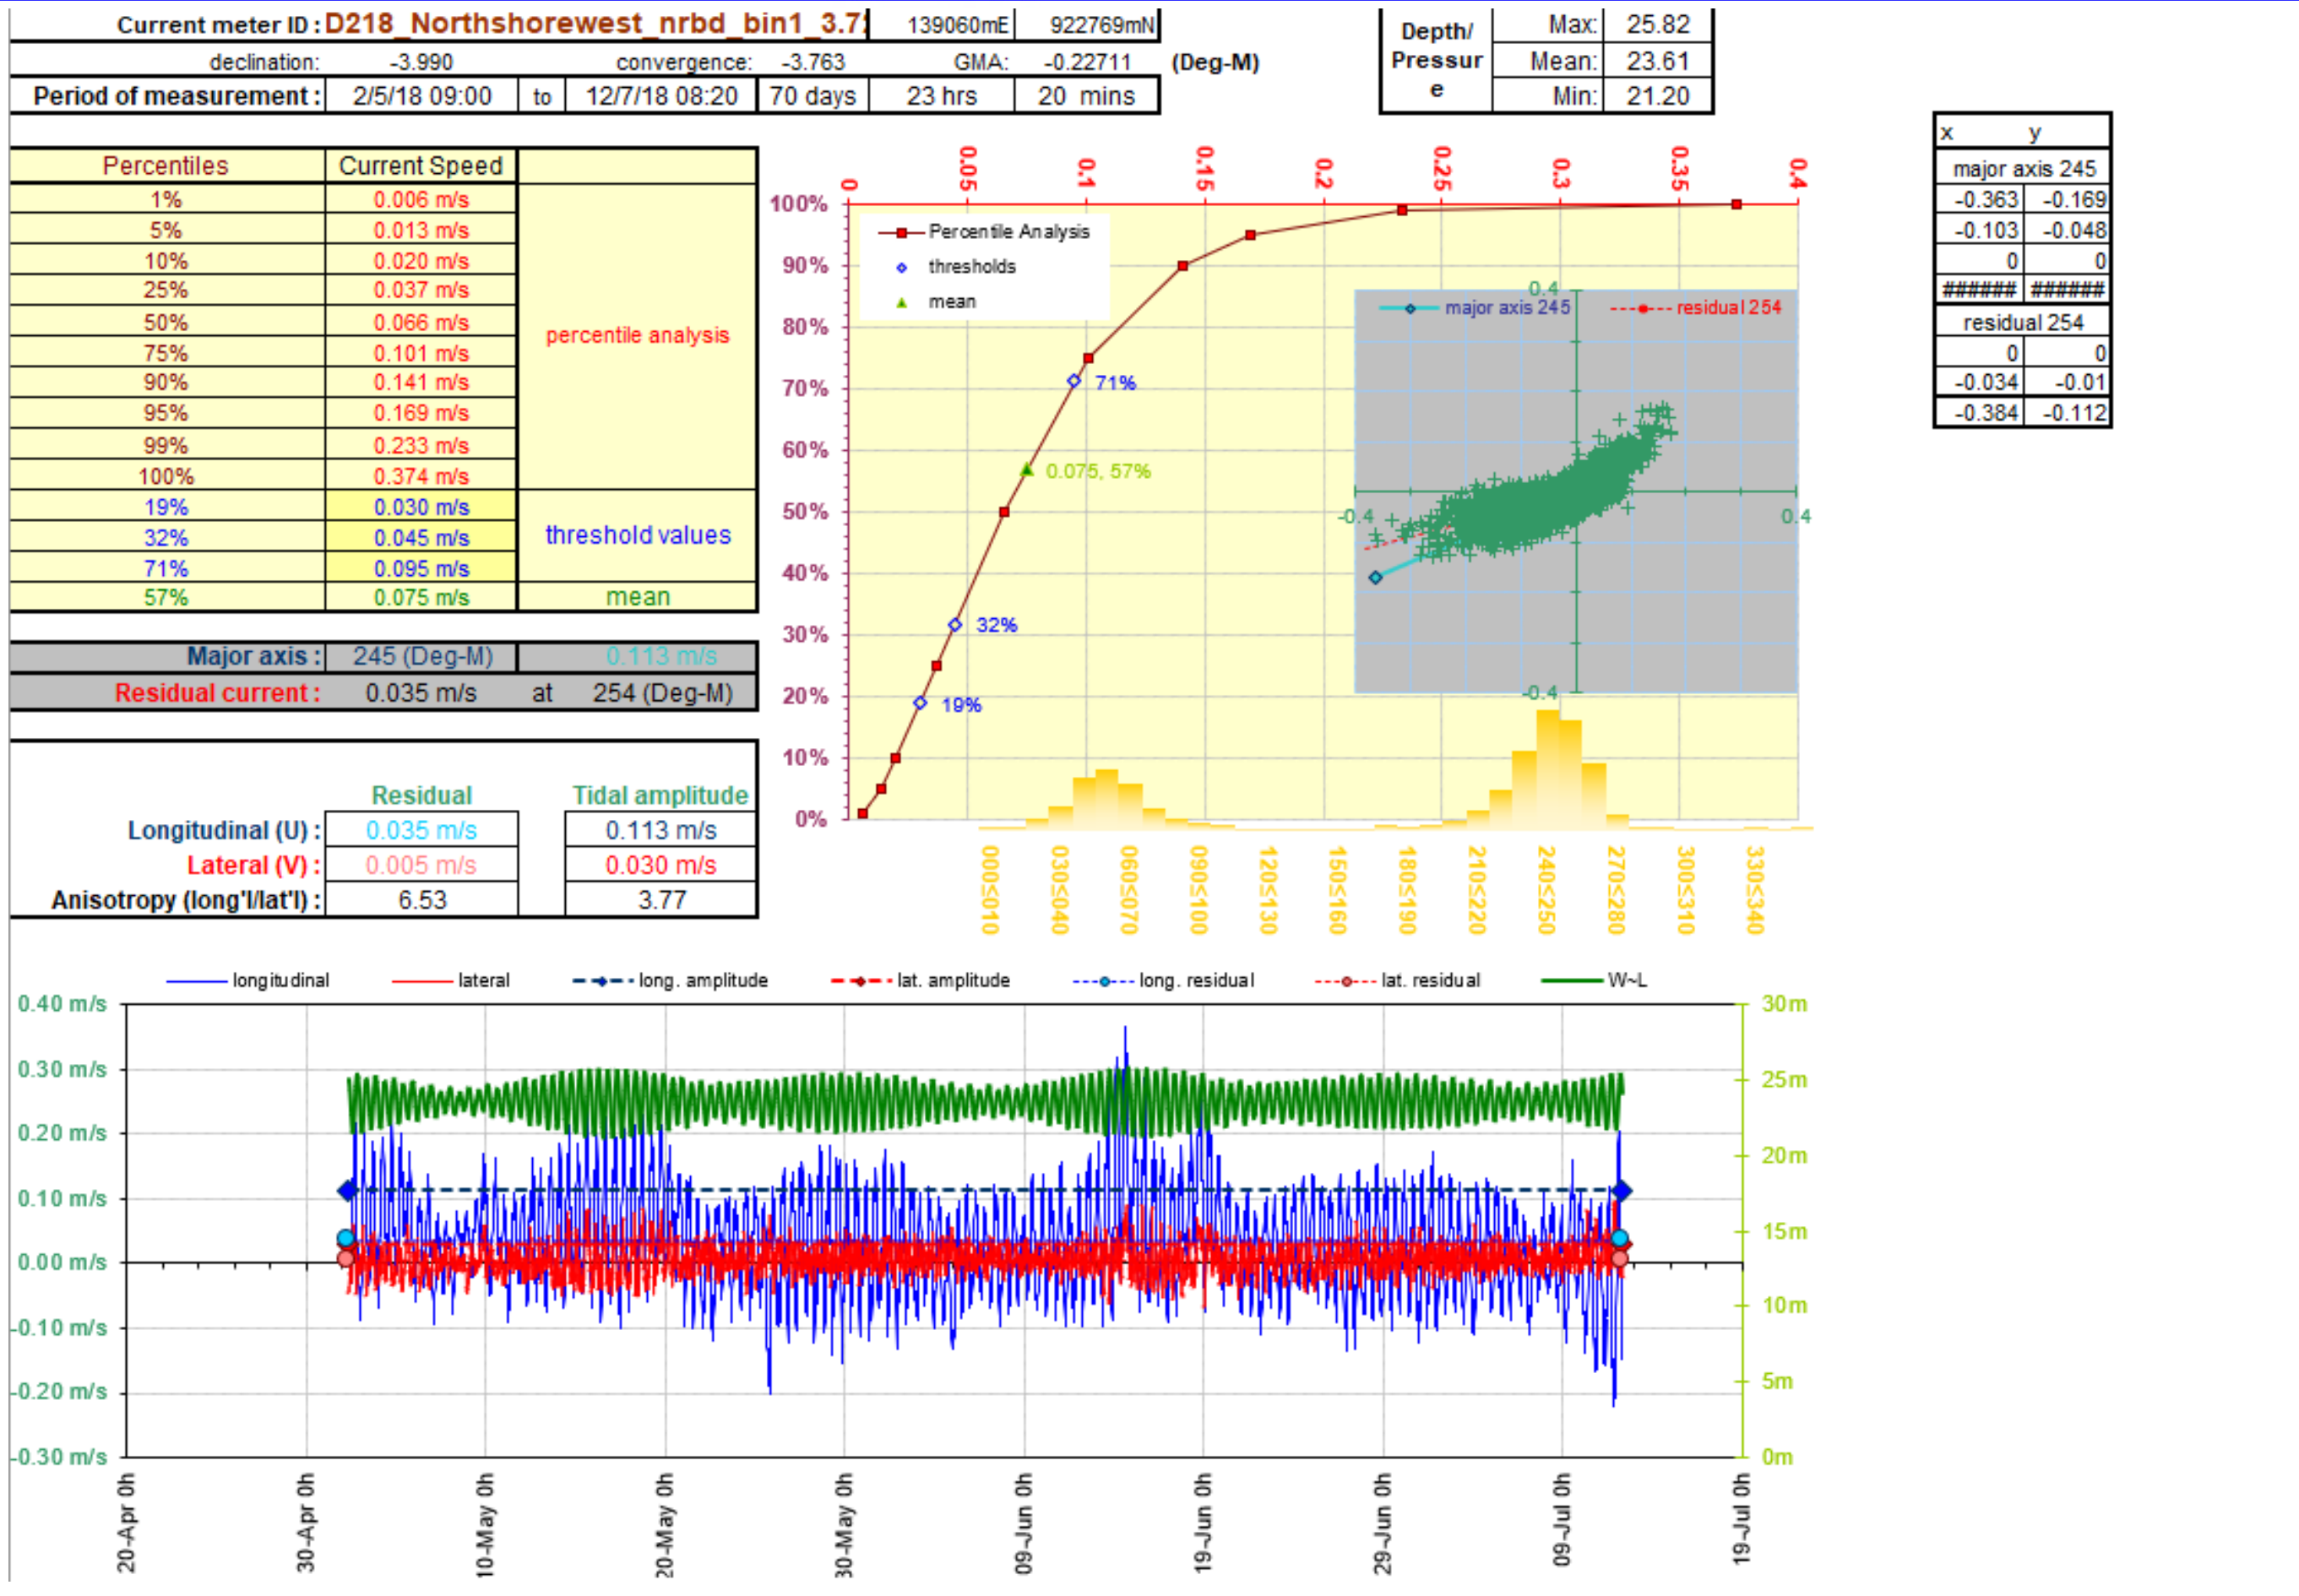 Current meter ID : D218_Northshorewest_nrbd_bin1_3.7 139060mE 922769mN
declination: -3.990 convergence: -3.763 GMA: -0.22711 (Deg-M)
Period of measurement : 2/5/18 09:00 to 12/7/18 08:20 70 days 23 hrs 20 mins
Depth/
Pressur
e
Max: 25.82
Mean: 23.61
Min: 21.20
x y
major axis 245
-0.363 -0.169
-0.103 -0.048
0 0
###### ######
residual 254
0 0
-0.034 -0.01
-0.384 -0.112
Percentiles Current Speed
1% 0.006 m/s
5% 0.013 m/s
10% 0.020 m/s
25% 0.037 m/s
50% 0.066 m/s
75% 0.101 m/s
90% 0.141 m/s
95% 0.169 m/s
99% 0.233 m/s
100% 0.374 m/s
percentile analysis
19% 0.030 m/s
32% 0.045 m/s
71% 0.095 m/s
threshold values
57% 0.075 m/s mean
Major axis : 245 (Deg-M) 0.113 m/s
Residual current : 0.035 m/s at 254 (Deg-M)
Residual Tidal amplitude
Longitudinal (U) : 0.035 m/s 0.113 m/s
Lateral (V) : 0.005 m/s 0.030 m/s
Anisotropy (long'l/lat'l) : 6.53 3.77
0 0.05 0.1 0.15 0.2 0.25 0.3 0.35 0.4
100%
90%
80%
70%
60%
50%
40%
30%
20%
10%
0%
Percentile Analysis
thresholds
mean
71%
0.075, 57%
32%
19%
0.4
major axis 245 residual 254
-0.4 0.4
-0.4
000≤010 030≤040 060≤070 090≤100 120≤130 150≤160 180≤190 210≤220 240≤250 270≤280 300≤310 330≤340
longitudinal lateral long. amplitude lat. amplitude long. residual lat. residual W~L
0.40 m/s
0.30 m/s
0.20 m/s
0.10 m/s
0.00 m/s
-0.10 m/s
-0.20 m/s
-0.30 m/s
30m
25m
20m
15m
10m
5m
0m
20-Apr 0h 30-Apr 0h 10-May 0h 20-May 0h 30-May 0h 09-Jun 0h 19-Jun 0h 29-Jun 0h 09-Jul 0h 19-Jul 0h